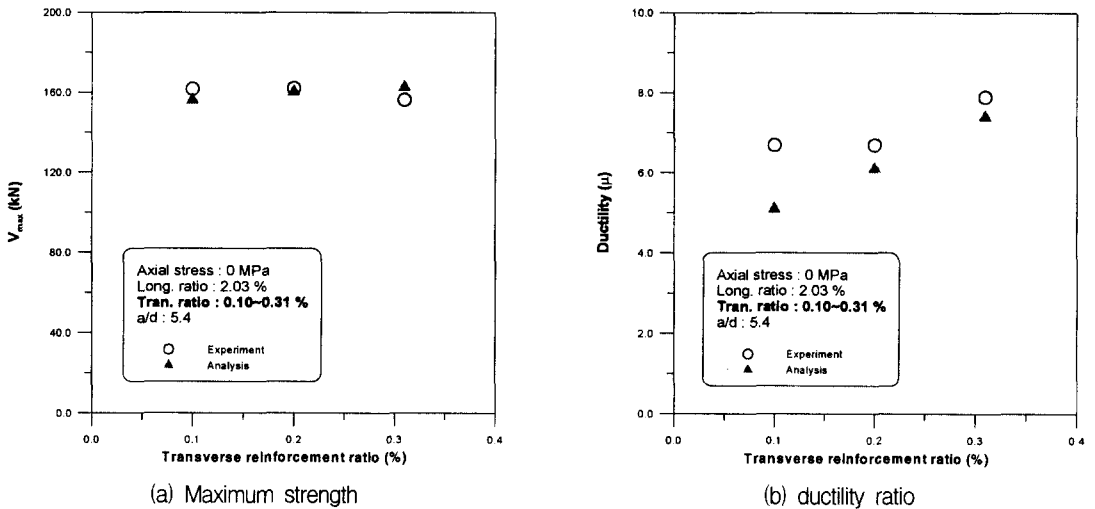 200.0
160.0
120.0
80.0
40.0
0.0
V max (kN)
Axial stress : 0 MPa
Long. ratio : 2.03 %
Tran. ratio : 0.10~0.31 %
a/d : 5.4
Experiment
Analysis
0.0 0.1 0.2 0.3 0.4
Transverse reinforcement ratio (%)
(a) Maximum strength
10.0
8.0
6.0
4.0
2.0
0.0
Ductility (μ)
Axial stress : 0 MPa
Long. ratio : 2.03 %
Tran. ratio : 0.10~0.31 %
a/d : 5.4
Experiment
Analysis
0.0 0.1 0.2 0.3 0.4
Transverse reinforcement ratio (%)
(b) ductility ratio